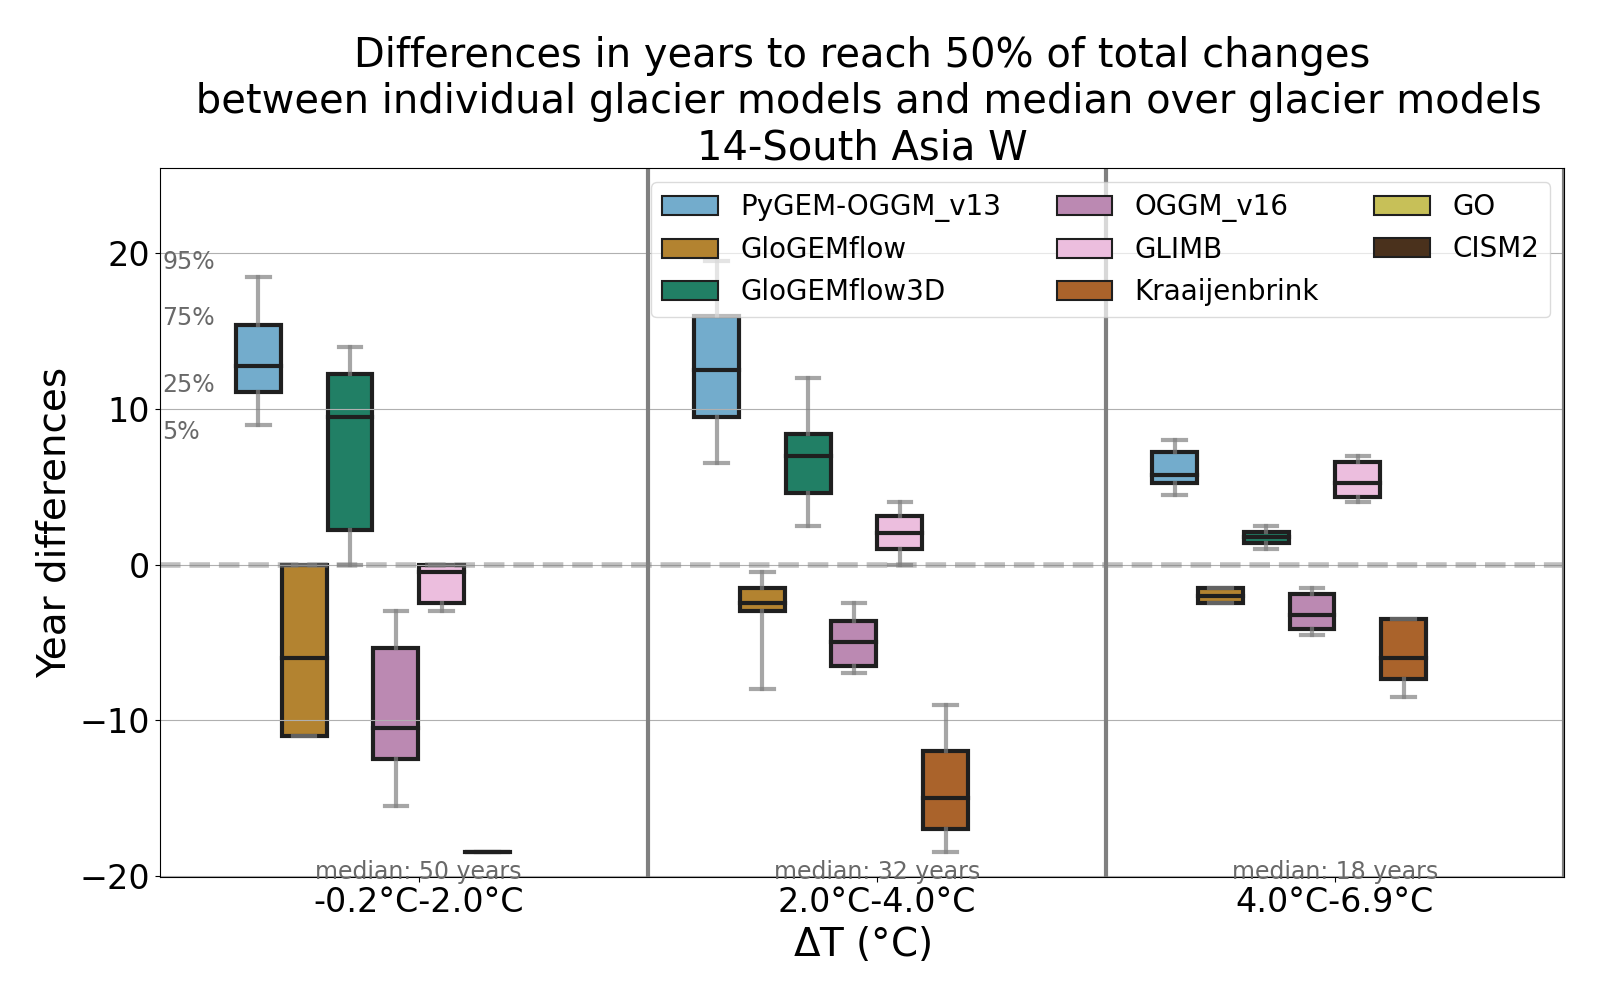 Differences in years to reach 50% of total changes
between individual glacier models and median over glacier models
14-South Asia W
PyGEM-OGGM_v13
GloGEMflow
GloGEMflow3D
OGGM_v16
GLIMB
Kraaijenbrink
GO
CISM2
95%
75%
25%
5%
Year differences
20
10
0
−10
−20
median: 50 years
median: 32 years
median: 18 years
-0.2°C-2.0°C
2.0°C-4.0°C
4.0°C-6.9°C
ΔT (°C)